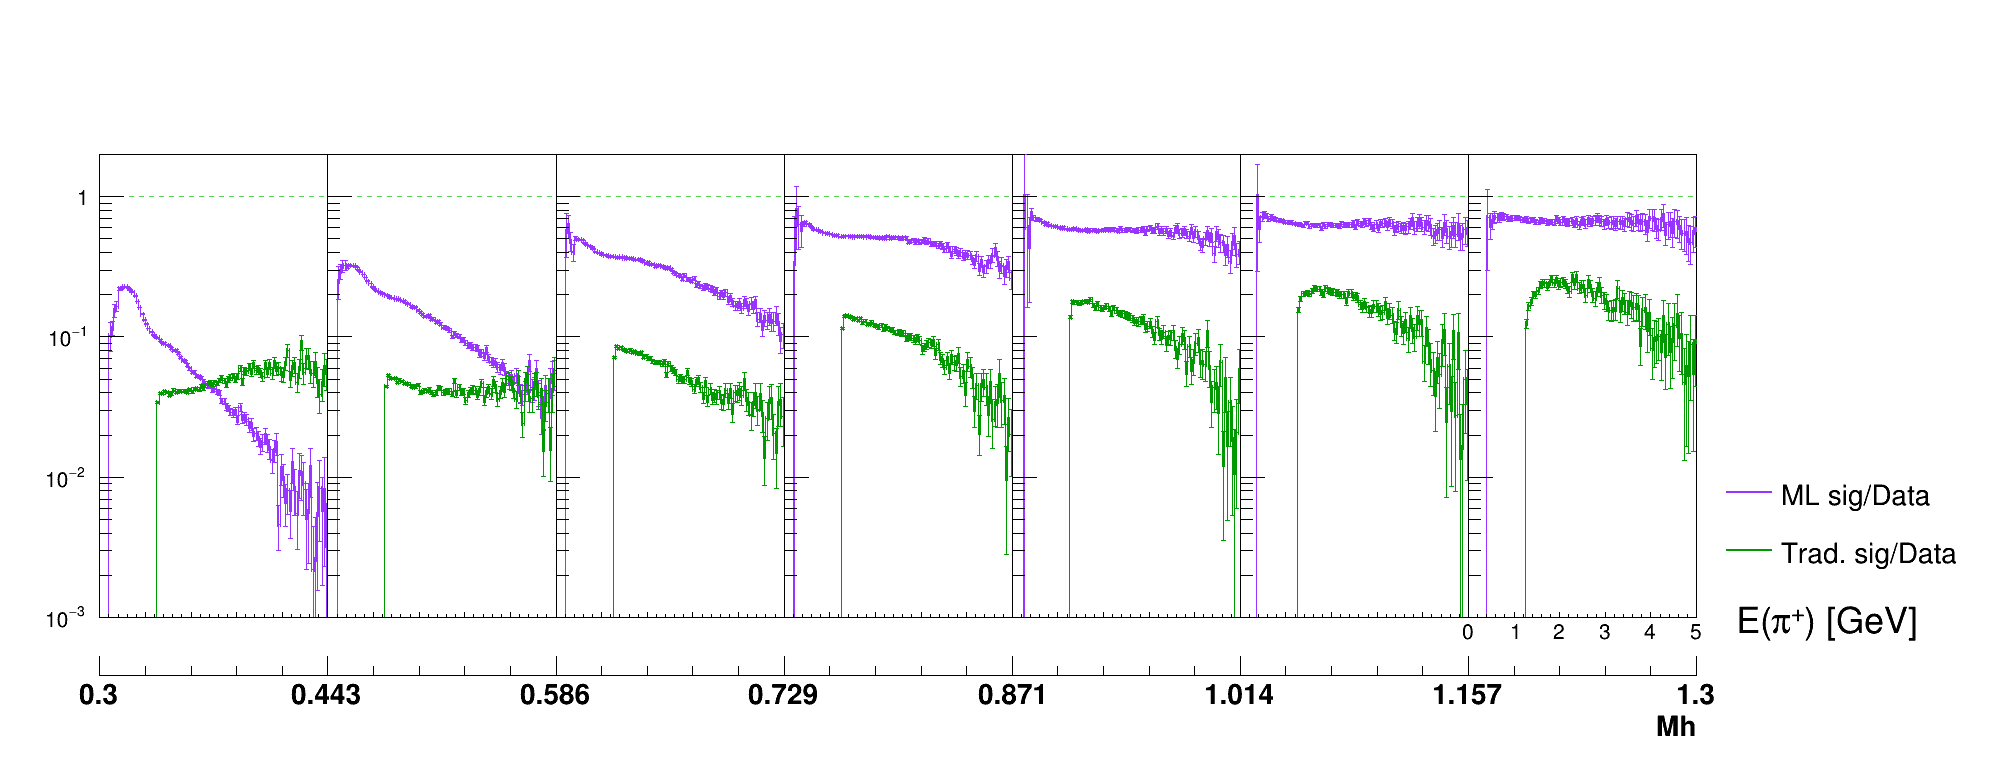 1
10⁻¹
10⁻²
10⁻³
ML sig/Data
Trad. sig/Data
E(π⁺) [GeV]
0 1 2 3 4 5
0.3 0.443 0.586 0.729 0.871 1.014 1.157 1.3
Mh